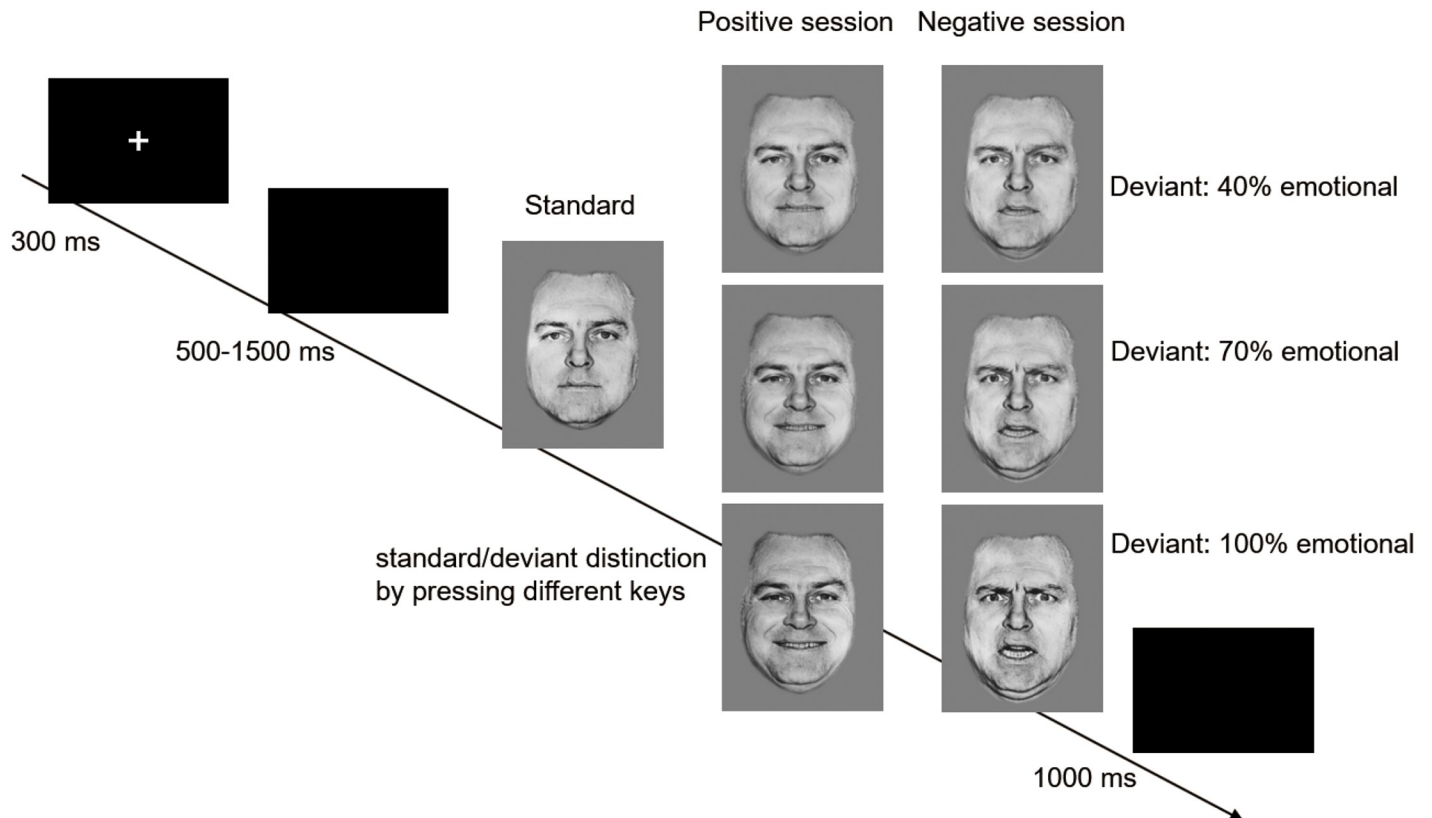 Positive session
Negative session
+
Standard
Deviant: 40% emotional
300 ms
500-1500 ms
Deviant: 70% emotional
standard/deviant distinction
by pressing different keys
Deviant: 100% emotional
1000 ms